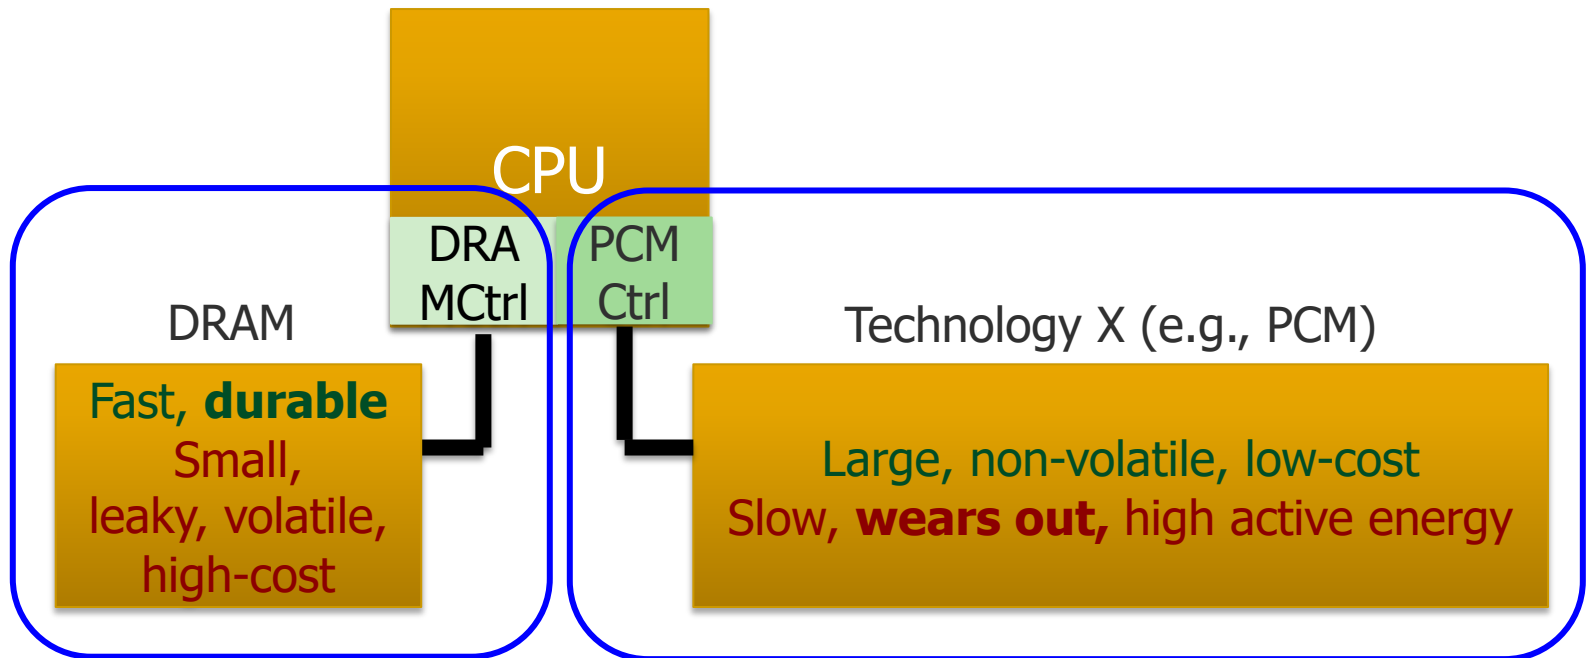 CPU
DRA
MCtrl
PCM
Ctrl
DRAM
Technology X (e.g., PCM)
Fast, durable
Small,
leaky, volatile,
high-cost
Large, non-volatile, low-cost
Slow, wears out, high active energy